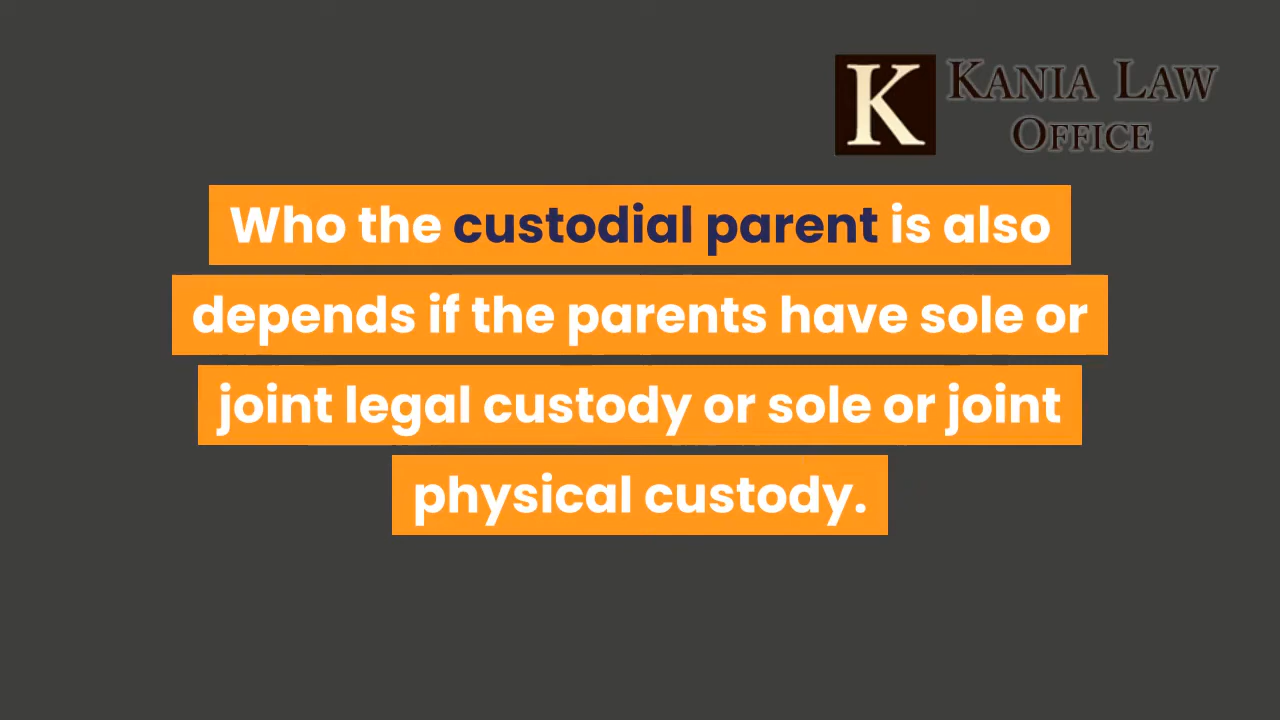 K
KANIA LAW
OFFICE
Who the custodial parent is also
depends if the parents have sole or
joint legal custody or sole or joint
physical custody.